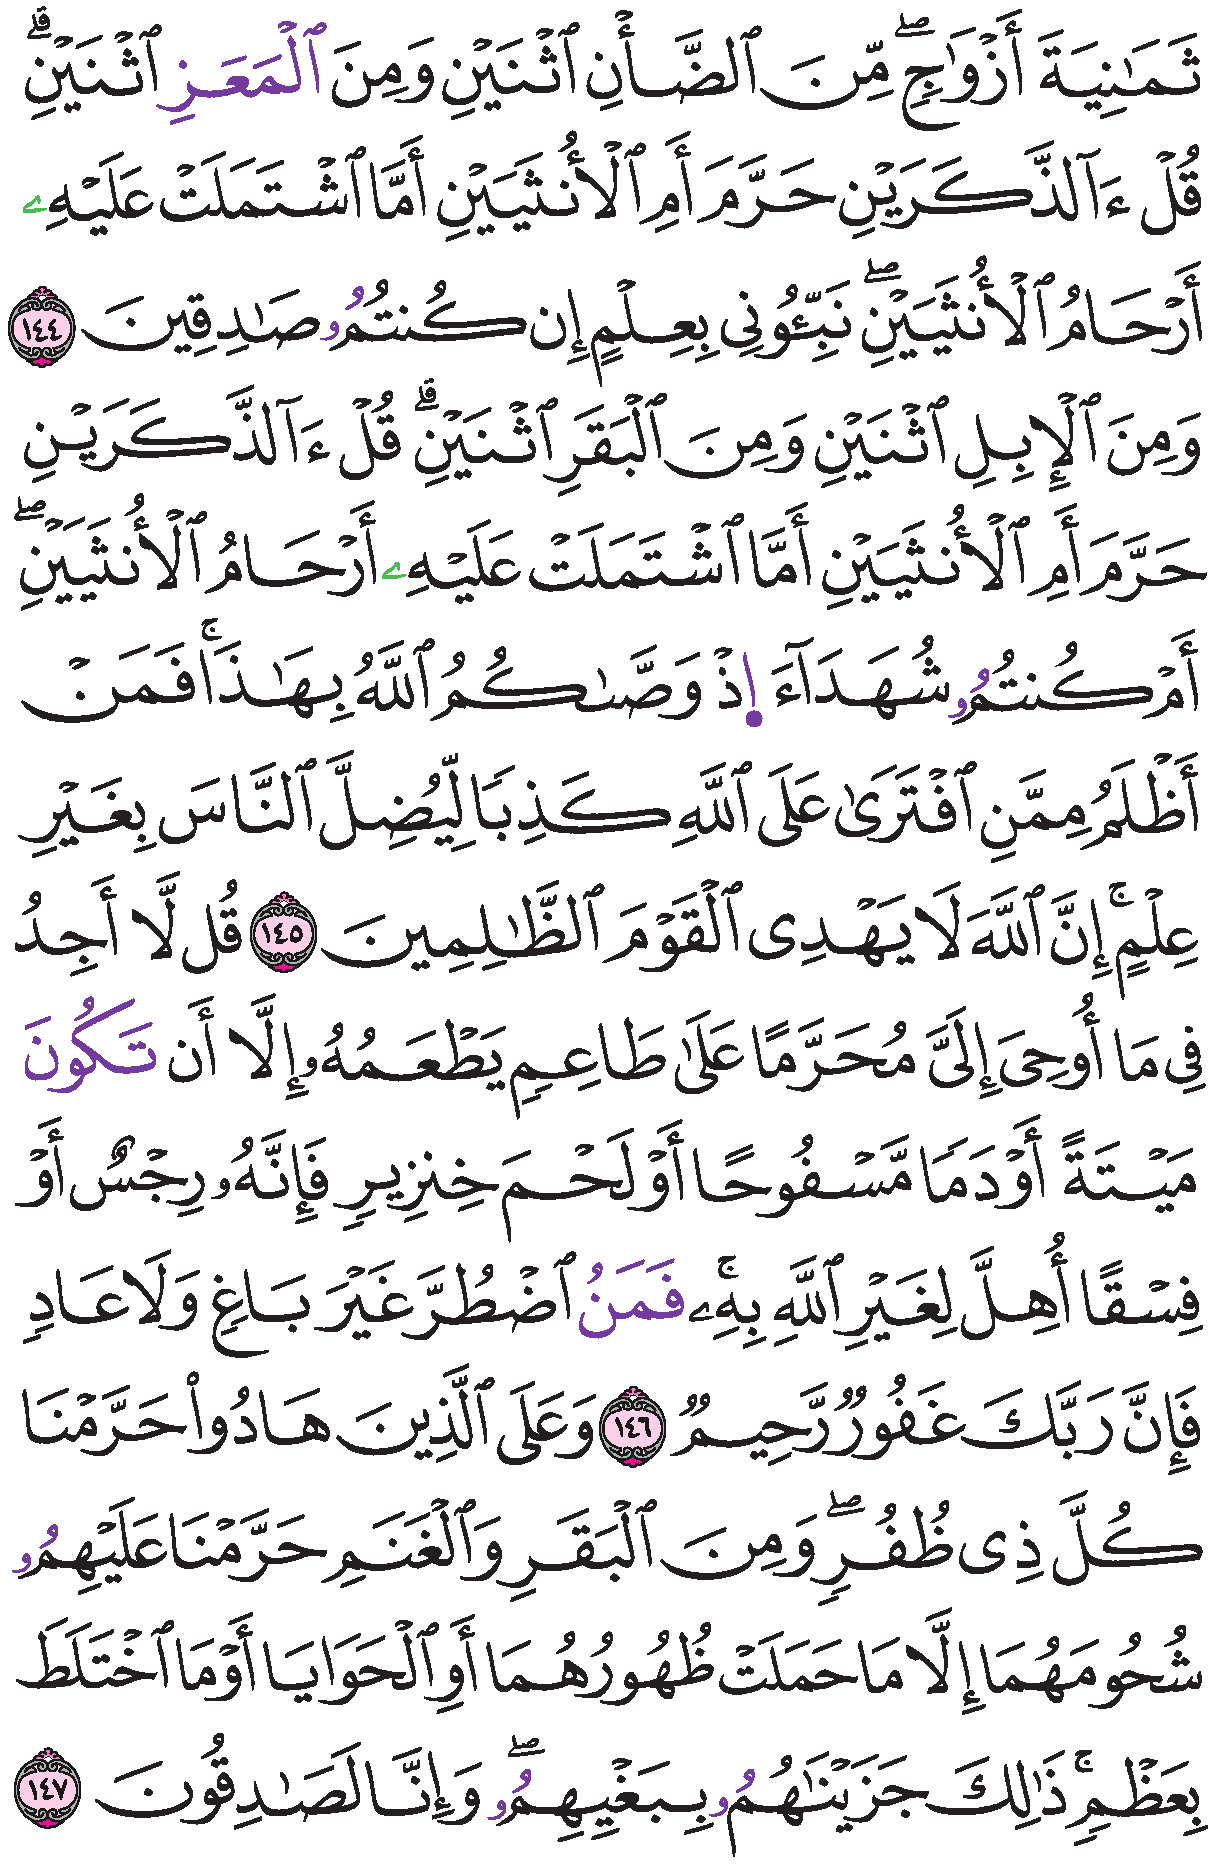 ثَمَٰنِيَةَ أَزْوَٰجٍۖ مِّنَ ٱلضَّأْنِ ٱثْنَيْنِ وَمِنَ ٱلْمَعَزِ ٱثْنَيْنِۗ
قُلْ ءَآلذَّكَرَيْنِ حَرَّمَ أَمِ ٱلْأُنثَيَيْنِ أَمَّا ٱشْتَمَلَتْ عَلَيْهِۦ
أَرْحَامُ ٱلْأُنثَيَيْنِۖ نَبِّـُٔونِى بِعِلْمٍ إِن كُنتُمُۥ صَٰدِقِينَ ١٤٤
وَمِنَ ٱلْإِبِلِ ٱثْنَيْنِ وَمِنَ ٱلْبَقَرِ ٱثْنَيْنِۗ قُلْ ءَآلذَّكَرَيْنِ
حَرَّمَ أَمِ ٱلْأُنثَيَيْنِ أَمَّا ٱشْتَمَلَتْ عَلَيْهِۦ أَرْحَامُ ٱلْأُنثَيَيْنِۖ
أَمْ كُنتُمُۥ شُهَدَآءَ ا۪ذْ وَصَّىٰكُمُ ٱللَّهُ بِهَٰذَاۚ فَمَنْ
أَظْلَمُ مِمَّنِ ٱفْتَرَىٰ عَلَى ٱللَّهِ كَذِبًا لِّيُضِلَّ ٱلنَّاسَ بِغَيْرِ
عِلْمٍۚ إِنَّ ٱللَّهَ لَا يَهْدِى ٱلْقَوْمَ ٱلظَّٰلِمِينَ ١٤٥ قُل لَّا أَجِدُ
فِى مَا أُوحِىَ إِلَىَّ مُحَرَّمًا عَلَىٰ طَاعِمٍ يَطْعَمُهُۥ إِلَّا أَن تَكُونَ
مَيْتَةً أَوْ دَمًا مَّسْفُوحًا أَوْ لَحْمَ خِنزِيرٍ فَإِنَّهُۥ رِجْسٌ أَوْ
فِسْقًا أُهِلَّ لِغَيْرِ ٱللَّهِ بِهِۦۚ فَمَنُ ٱضْطُرَّ غَيْرَ بَاغٍ وَلَا عَادٍ
فَإِنَّ رَبَّكَ غَفُورٌ رَّحِيمٌ ١٤٦ وَعَلَى ٱلَّذِينَ هَادُوا۟ حَرَّمْنَا
كُلَّ ذِى ظُفُرٍۖ وَمِنَ ٱلْبَقَرِ وَٱلْغَنَمِ حَرَّمْنَا عَلَيْهِمُۥ
شُحُومَهُمَا إِلَّا مَا حَمَلَتْ ظُهُورُهُمَا أَوِ ٱلْحَوَايَا أَوْ مَا ٱخْتَلَطَ
بِعَظْمٍۚ ذَٰلِكَ جَزَيْنَٰهُمُۥ بِبَغْيِهِمُۥۖ وَإِنَّا لَصَٰدِقُونَ ١٤٧